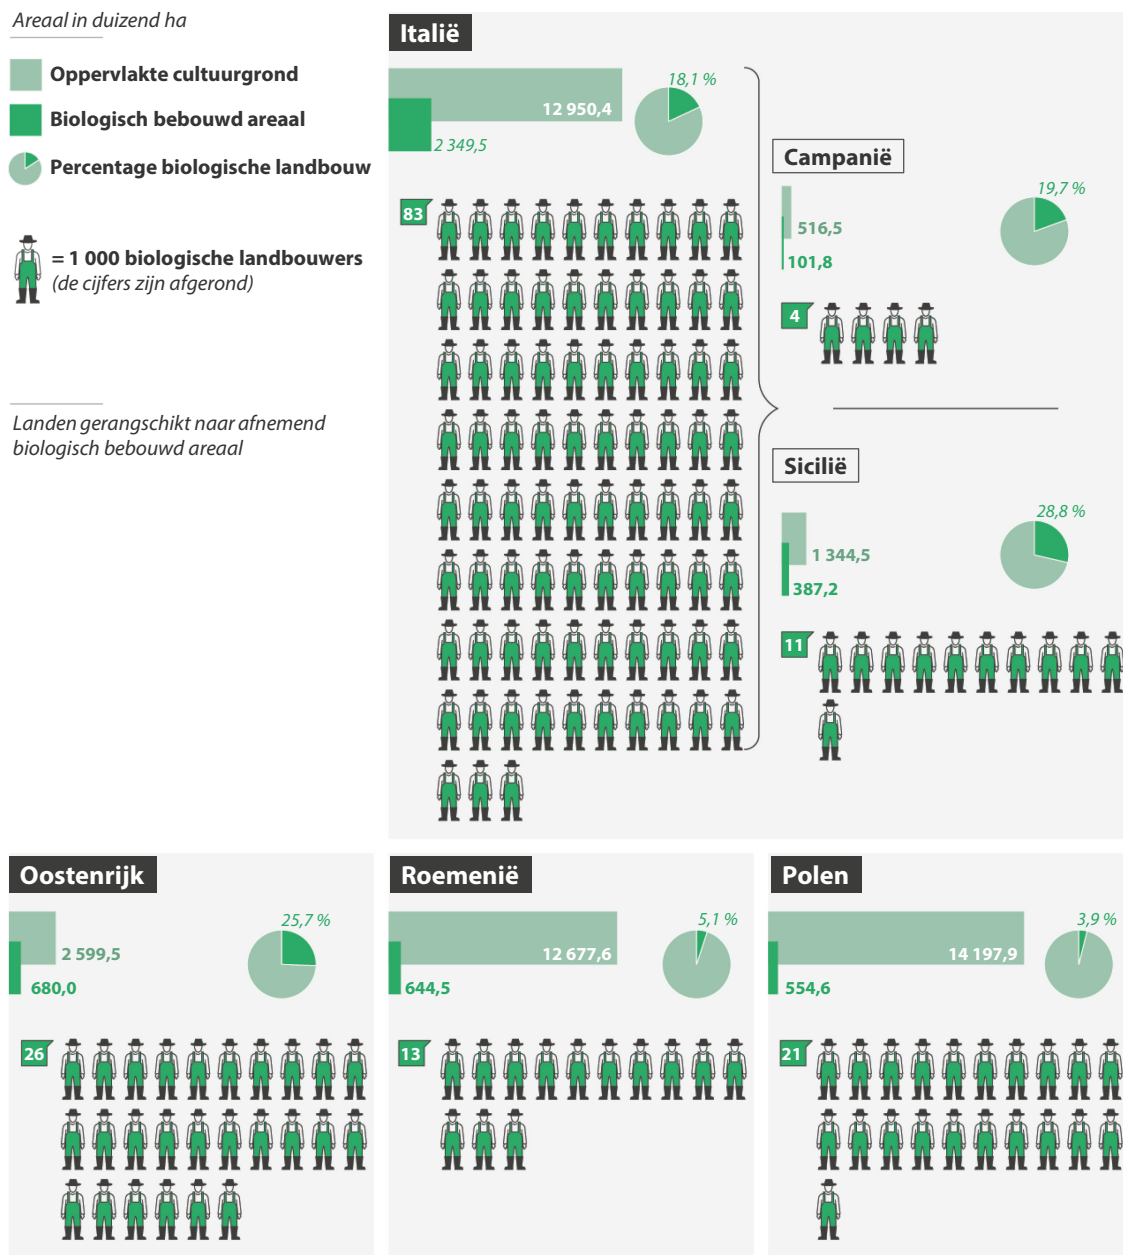 Areaal in duizend ha
Oppervlakte cultuurgrond
Biologisch bebouwd areaal
Percentage biologische landbouw
= 1 000 biologische landbouwers
(de cijfers zijn afgerond)
Landen gerangschikt naar afnemend
biologisch bebouwd areaal
Italië
12 950,4
2 349,5
18,1 %
83
Campanië
516,5
101,8
19,7 %
4
Sicilië
1 344,5
387,2
28,8 %
11
Oostenrijk
2 599,5
680,0
25,7 %
26
Roemenië
12 677,6
644,5
5,1 %
13
Polen
14 197,9
554,6
3,9 %
21